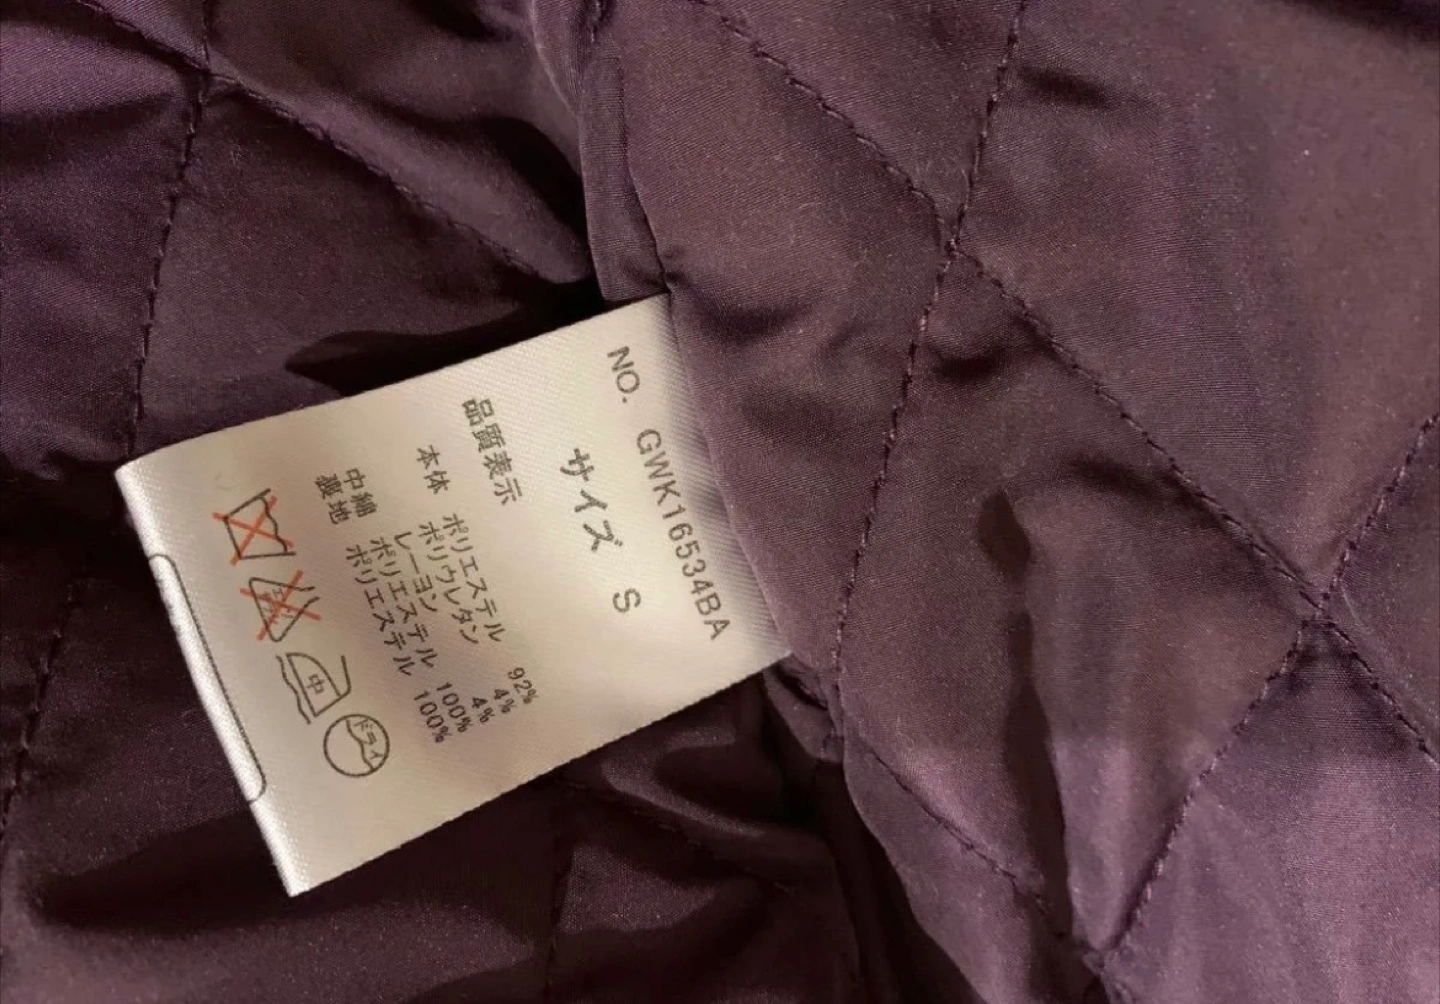 NO. GWK16534BA
サイズ S
品質表示
本体 ポリエステル 92%
ポリウレタン 4%
レーヨン 4%
中綿 ポリエステル 100%
裏地 ポリエステル 100%
中
ドライ